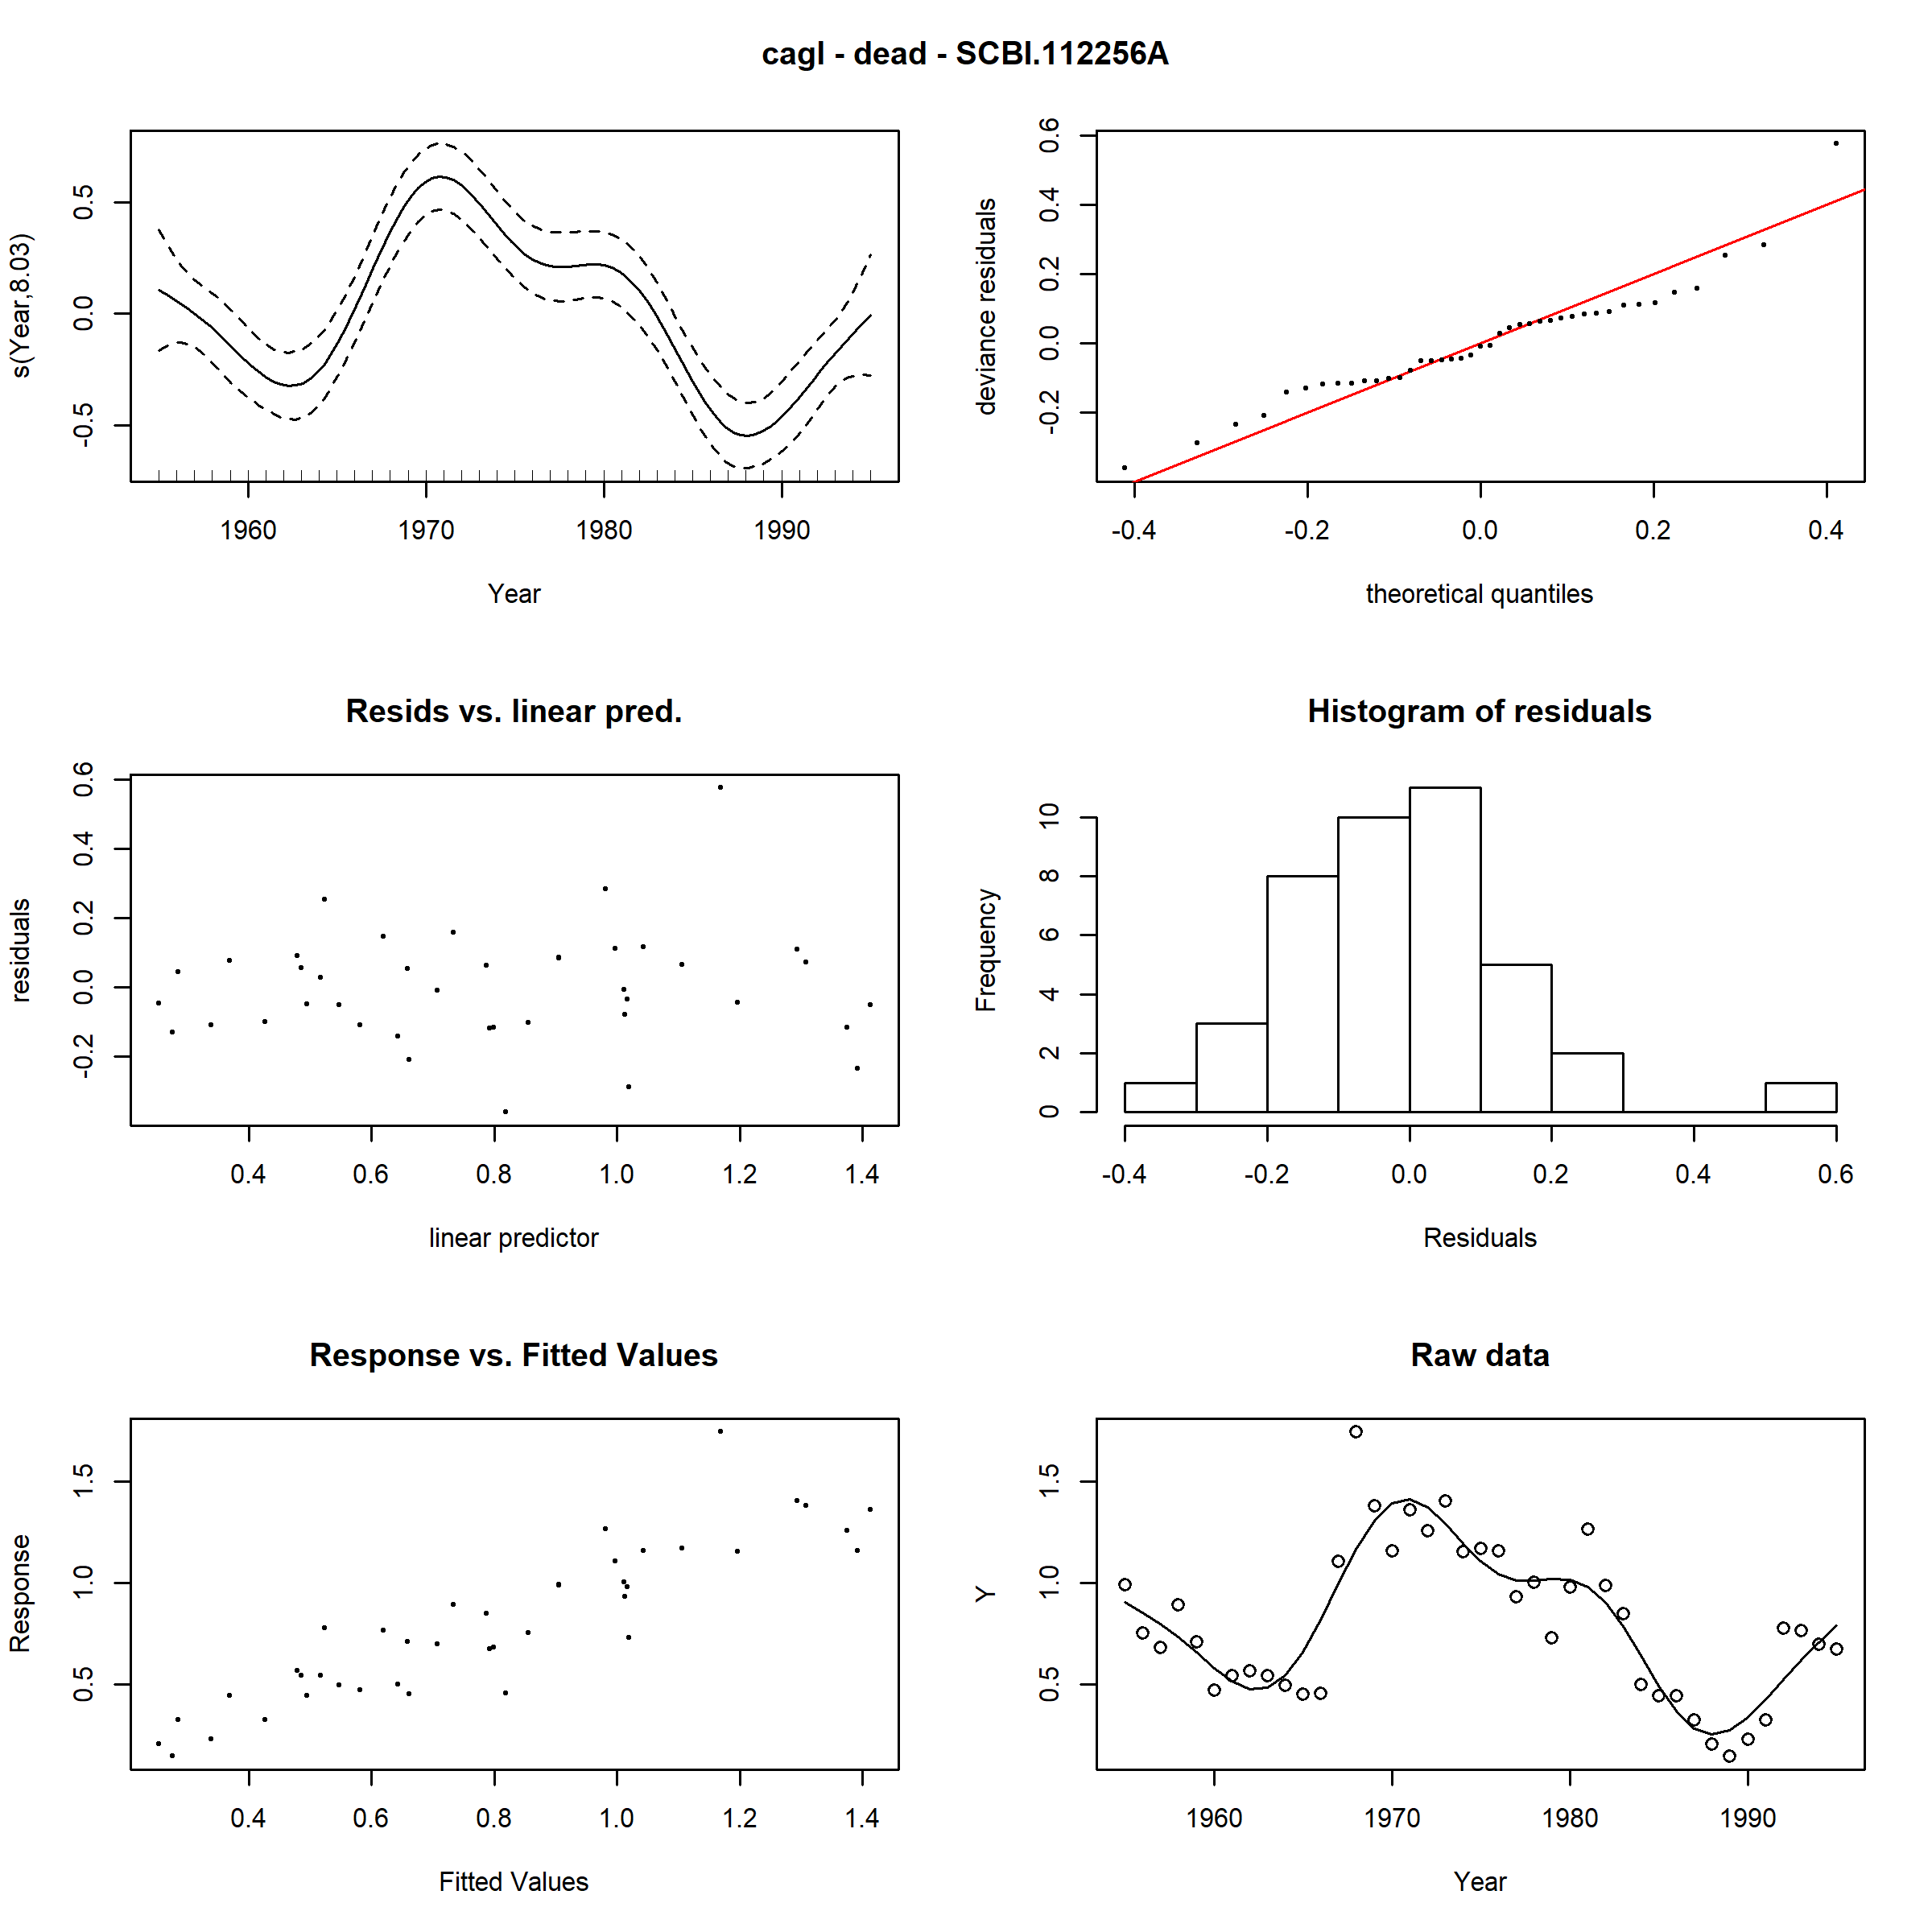 cagl - dead - SCBI.112256A
s(Year,8.03)
-0.5 0.0 0.5
1960 1970 1980 1990
Year
deviance residuals
-0.2 0.0 0.2 0.4 0.6
-0.4 -0.2 0.0 0.2 0.4
theoretical quantiles
Resids vs. linear pred.
residuals
-0.2 0.0 0.2 0.4 0.6
0.4 0.6 0.8 1.0 1.2 1.4
linear predictor
Histogram of residuals
Frequency
0 2 4 6 8 10
-0.4 -0.2 0.0 0.2 0.4 0.6
Residuals
Response vs. Fitted Values
Response
0.5 1.0 1.5
0.4 0.6 0.8 1.0 1.2 1.4
Fitted Values
Raw data
Y
0.5 1.0 1.5
1960 1970 1980 1990
Year